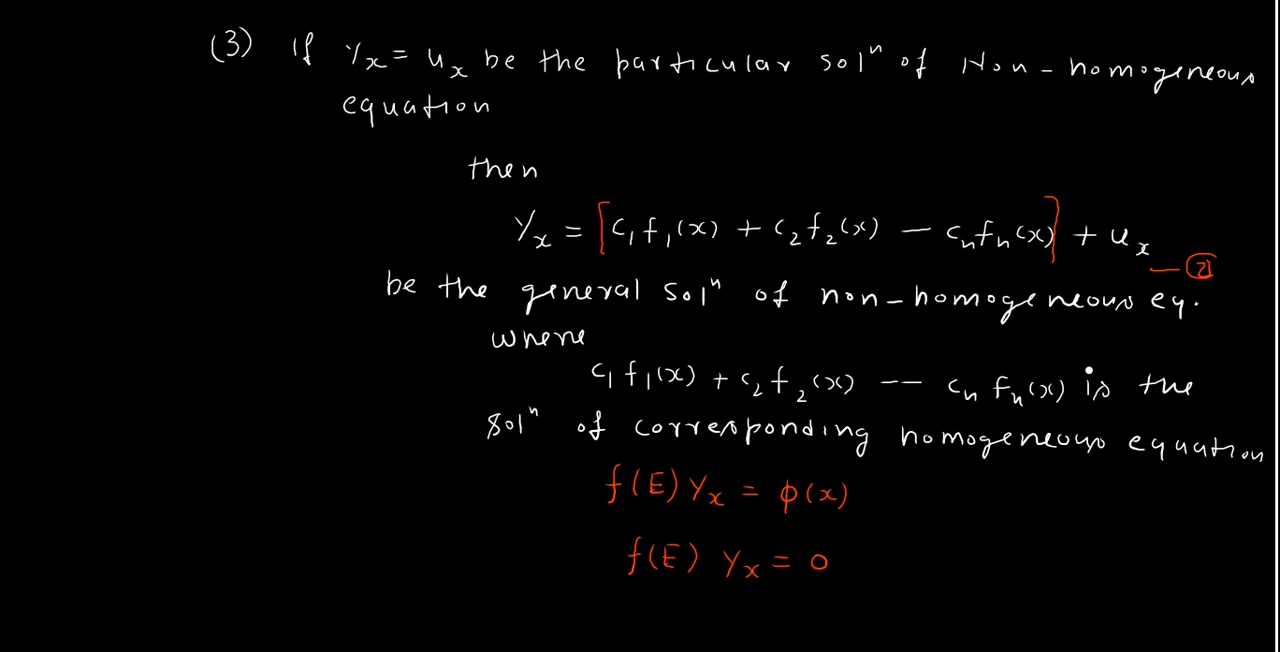 (3) If Yx = ux be the particular solⁿ of Non-homogeneous
equation
then
Yx = [c₁f₁(x) + c₂f₂(x) — cₙfₙ(x)] + ux
— ②
be the general solⁿ of non-homogeneous eq.
where
c₁f₁(x) + c₂f₂(x) -- cₙfₙ(x) is the
solⁿ of corresponding homogeneous equation
f(E) Yx = φ(x)
f(E) Yx = 0